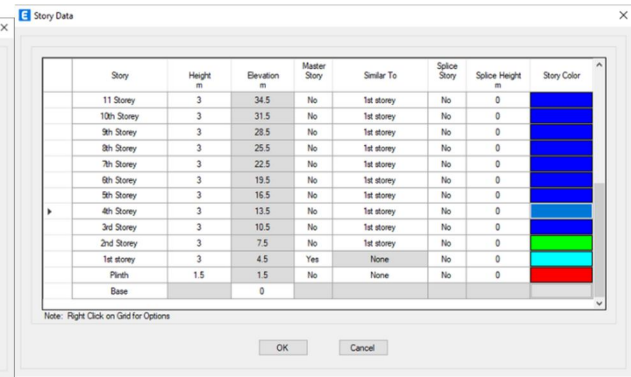 E Story Data
Story Height m Elevation m Master Story Similar To Splice Story Splice Height m Story Color
11 Storey 3 34.5 No 1st storey No 0
10th Storey 3 31.5 No 1st storey No 0
9th Storey 3 28.5 No 1st storey No 0
8th Storey 3 25.5 No 1st storey No 0
7th Storey 3 22.5 No 1st storey No 0
6th Storey 3 19.5 No 1st storey No 0
5th Storey 3 16.5 No 1st storey No 0
4th Storey 3 13.5 No 1st storey No 0
3rd Storey 3 10.5 No 1st storey No 0
2nd Storey 3 7.5 No 1st storey No 0
1st storey 3 4.5 Yes None No 0
Plinth 1.5 1.5 No None No 0
Base 0
Note: Right Click on Grid for Options
OK Cancel